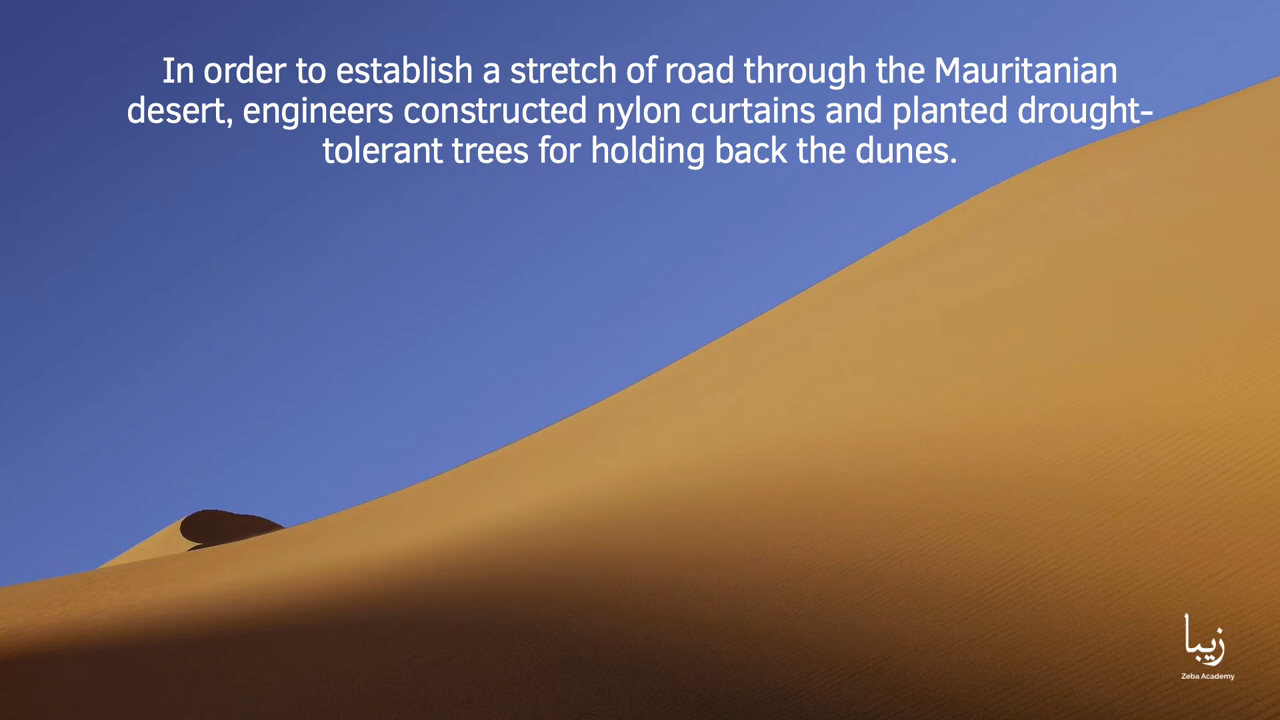 In order to establish a stretch of road through the Mauritanian
desert, engineers constructed nylon curtains and planted drought-
tolerant trees for holding back the dunes.
زيبا
Zeba Academy